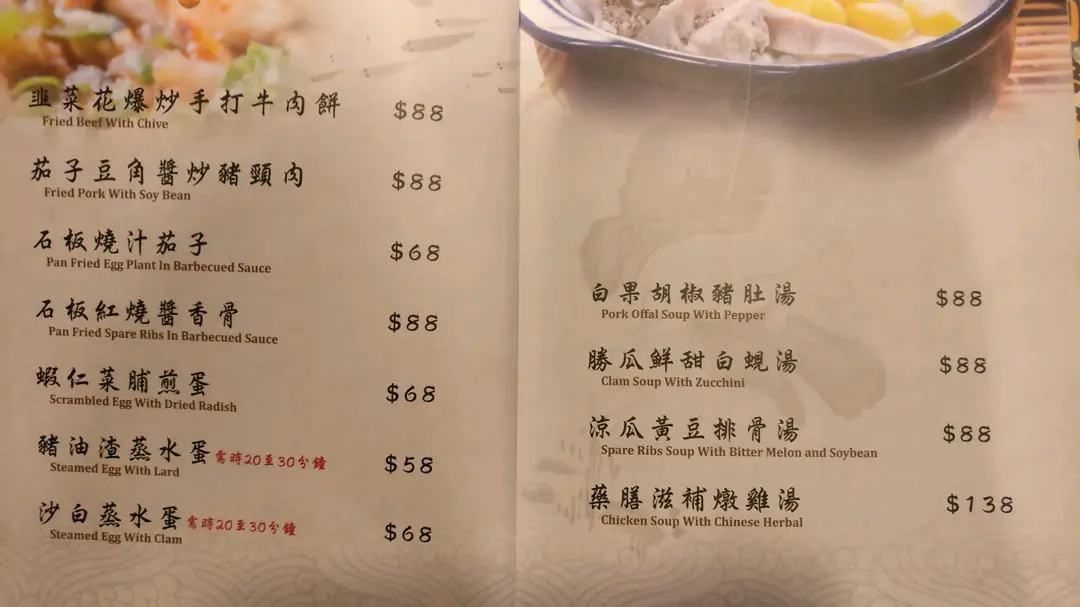 韮菜花爆炒手打牛肉餅 $88
Fried Beef With Chive
茄子豆角醬炒豬頸肉 $88
Fried Pork With Soy Bean
石板燒汁茄子 $68
Pan Fried Egg Plant In Barbecued Sauce
石板紅燒醬香骨 $88
Pan Fried Spare Ribs In Barbecued Sauce
蝦仁菜脯煎蛋 $68
Scrambled Egg With Dried Radish
豬油渣蒸水蛋 需時20至30分鐘 $58
Steamed Egg With Lard
沙白蒸水蛋 需時20至30分鐘 $68
Steamed Egg With Clam
白果胡椒豬肚湯 $88
Pork Offal Soup With Pepper
勝瓜鮮甜白蜆湯 $88
Clam Soup With Zucchini
涼瓜黃豆排骨湯 $88
Spare Ribs Soup With Bitter Melon and Soybean
藥膳滋補燉雞湯 $138
Chicken Soup With Chinese Herbal